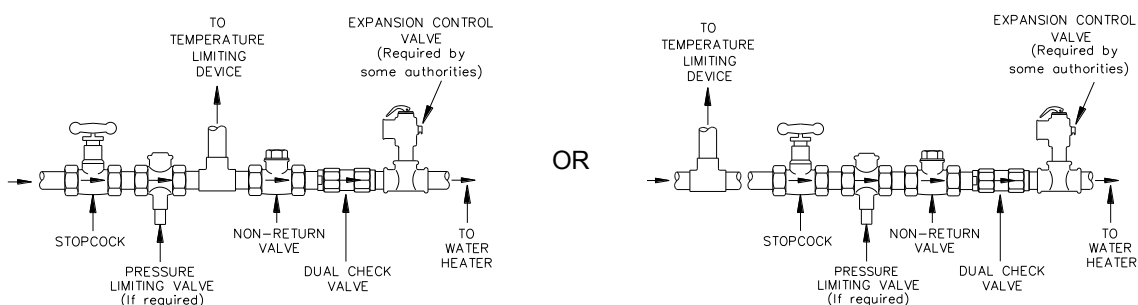 TO
TEMPERATURE
LIMITING
DEVICE
EXPANSION CONTROL
VALVE
(Required by
some authorities)
STOPCOCK
PRESSURE
LIMITING VALVE
(If required)
NON-RETURN
VALVE
DUAL CHECK
VALVE
TO
WATER
HEATER
OR
TO
TEMPERATURE
LIMITING
DEVICE
EXPANSION CONTROL
VALVE
(Required by
some authorities)
STOPCOCK
PRESSURE
LIMITING VALVE
(If required)
NON-RETURN
VALVE
DUAL CHECK
VALVE
TO
WATER
HEATER